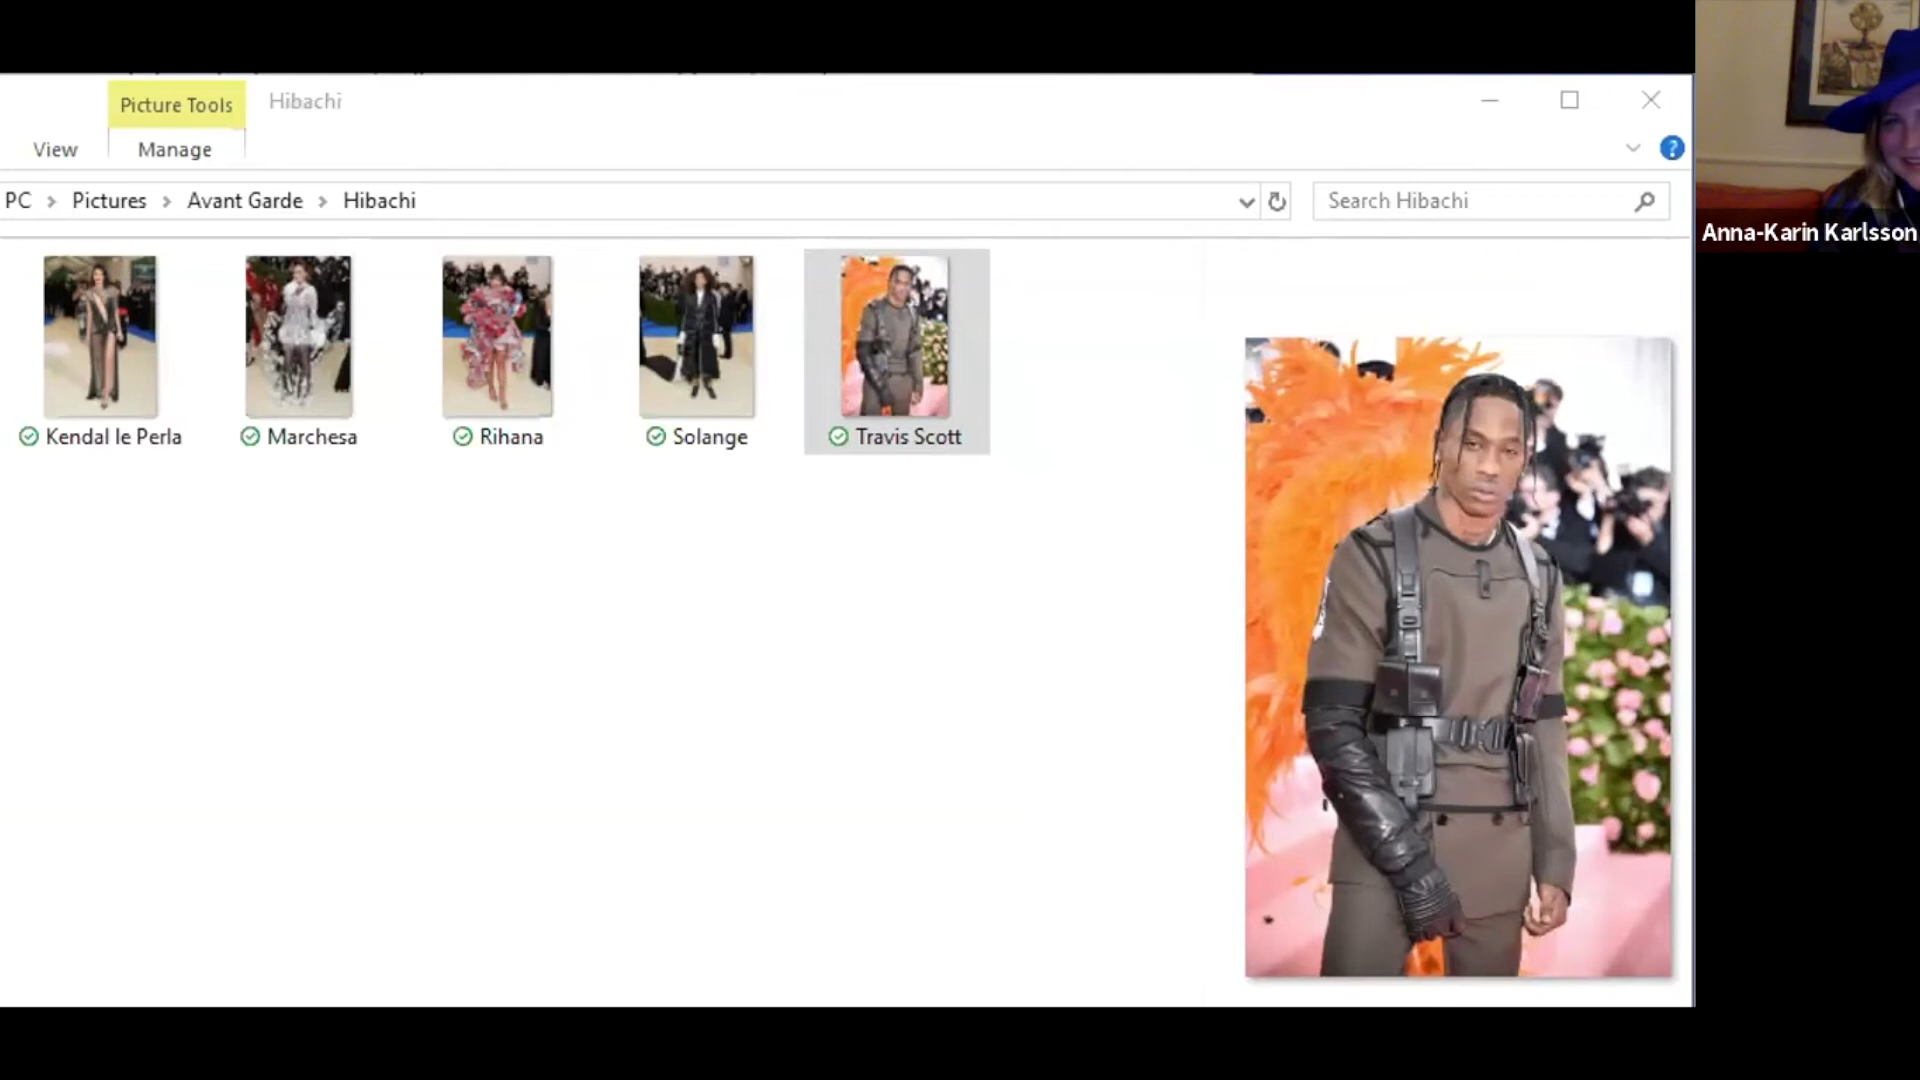 Picture Tools
Hibachi
View
Manage
PC > Pictures > Avant Garde > Hibachi
Search Hibachi
Kendal le Perla
Marchesa
Rihana
Solange
Travis Scott
Anna-Karin Karlsson